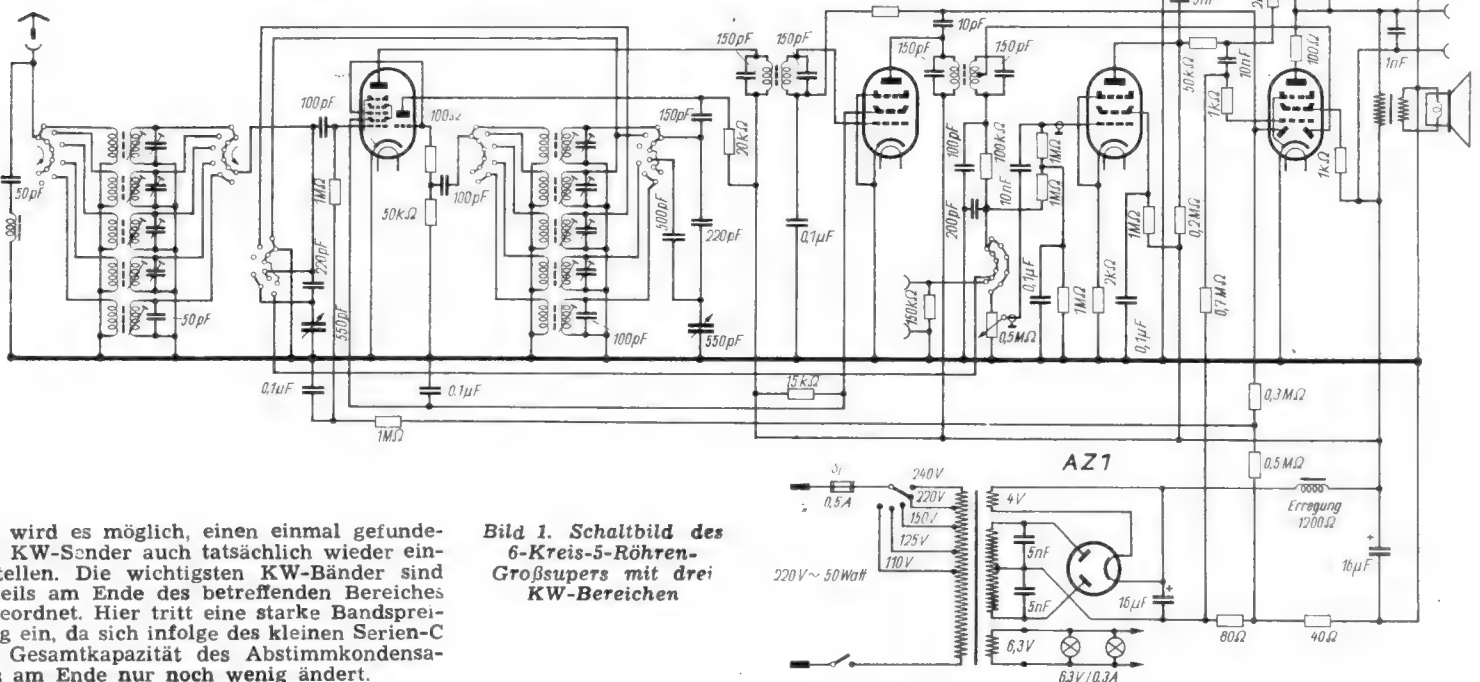 5nF
10pF
150pF
150pF
150pF
150pF
100Ω
1nF
50kΩ
10nF
1kΩ
100pF
100Ω
150pF
20kΩ
100pF
100kΩ
1MΩ
1kΩ
50pF
1MΩ
50kΩ
100pF
500pF
220pF
0,1µF
200pF
10nF
1MΩ
1MΩ
0,2MΩ
220pF
0,1µF
1MΩ
2kΩ
0,7MΩ
50pF
550pF
100pF
550pF
150kΩ
0,5MΩ
0,1µF
0,1µF
0,1µF
15kΩ
0,3MΩ
1MΩ
AZ1
0,5MΩ
Si
0,5A
240V
220V
150V
125V
110V
4V
Erregung
1200Ω
5nF
5nF
220V~50Watt
16µF
16µF
6,3V
80Ω
40Ω
6,3V/0,3A
wird es möglich, einen einmal gefunde-
KW-Sender auch tatsächlich wieder ein-
tellen. Die wichtigsten KW-Bänder sind
eils am Ende des betreffenden Bereiches
eordnet. Hier tritt eine starke Bandsprei-
g ein, da sich infolge des kleinen Serien-C
Gesamtkapazität des Abstimmkondensa-
s am Ende nur noch wenig ändert.
Bild 1. Schaltbild des
6-Kreis-5-Röhren-
Großsupers mit drei
KW-Bereichen